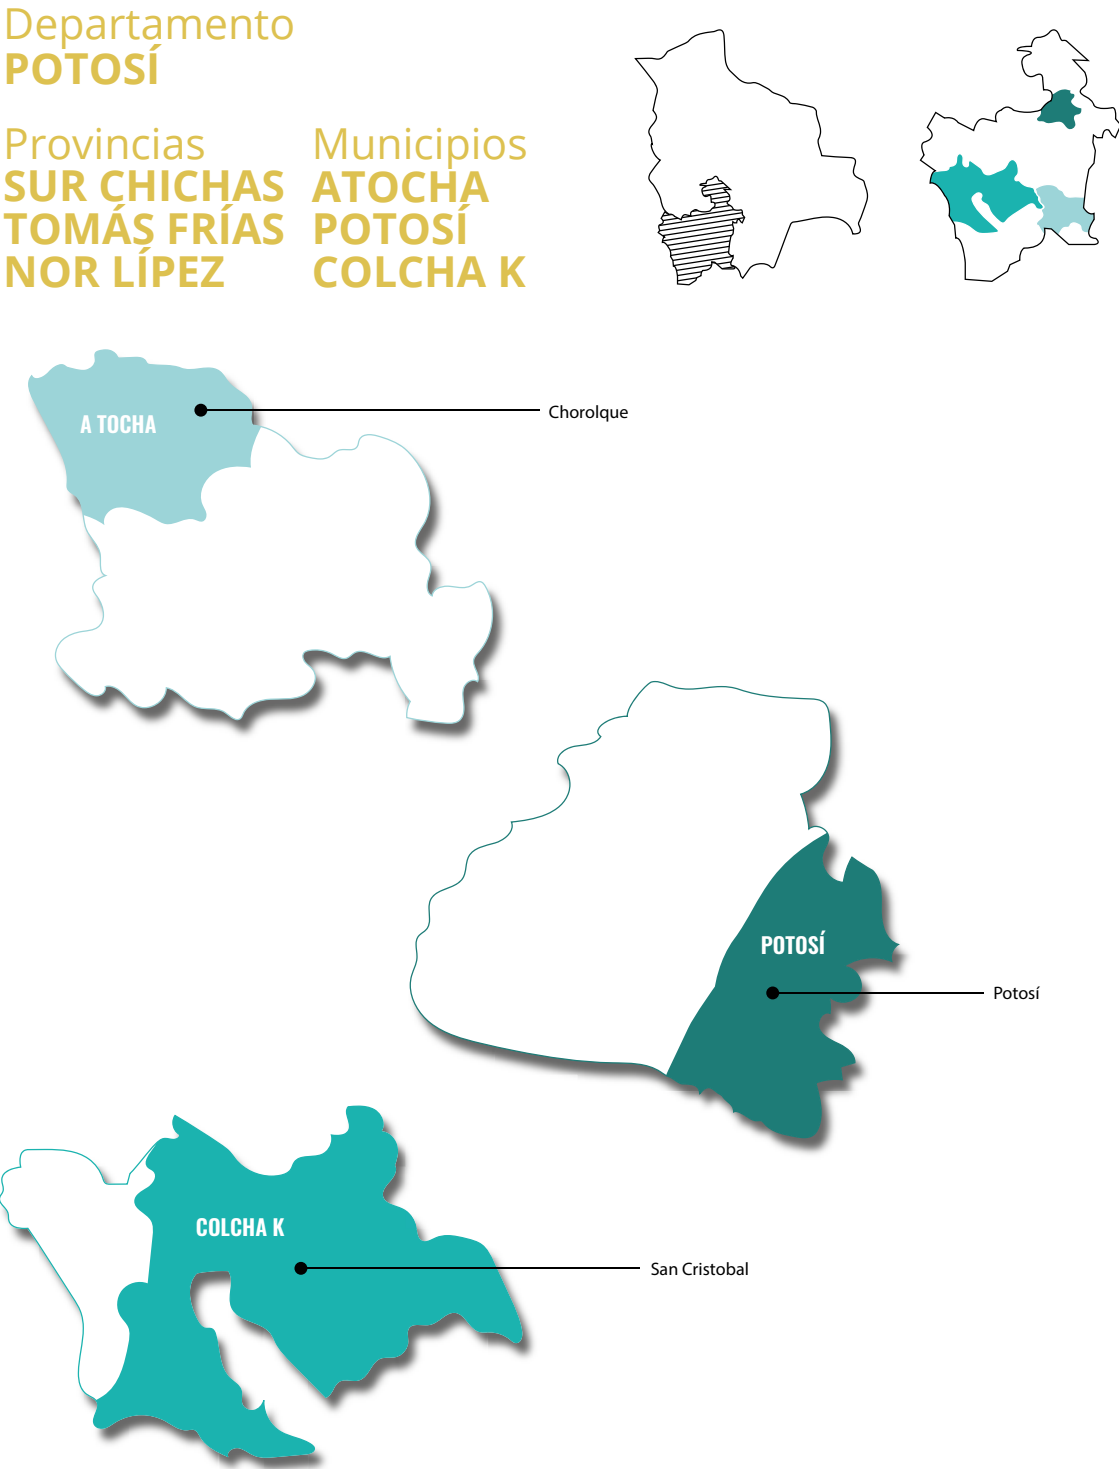 Departamento
POTOSÍ
Provincias
SUR CHICHAS
TOMÁS FRÍAS
NOR LÍPEZ
Municipios
ATOCHA
POTOSÍ
COLCHA K
A TOCHA
Chorolque
POTOSÍ
Potosí
COLCHA K
San Cristobal